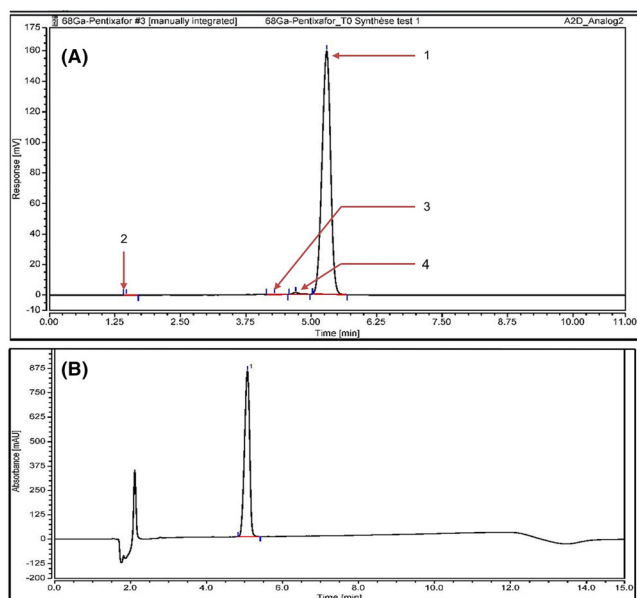 68Ga-Pentixafor #3 [manually integrated] 68Ga-Pentixafor_T0 Synthèse test 1 A2D_Analog2
(A)
Response [mV]
160
140
120
100
80
60
40
20
0
-10
1
2
3
4
0.00 1.25 2.50 3.75 5.00 6.25 7.50 8.75 10.00 11.00
Time [min]
(B)
Absorbance [mAU]
875
750
625
500
375
250
125
0
-125
-200
1
0.0 2.0 4.0 6.0 8.0 10.0 12.0 15.0
Time [min]